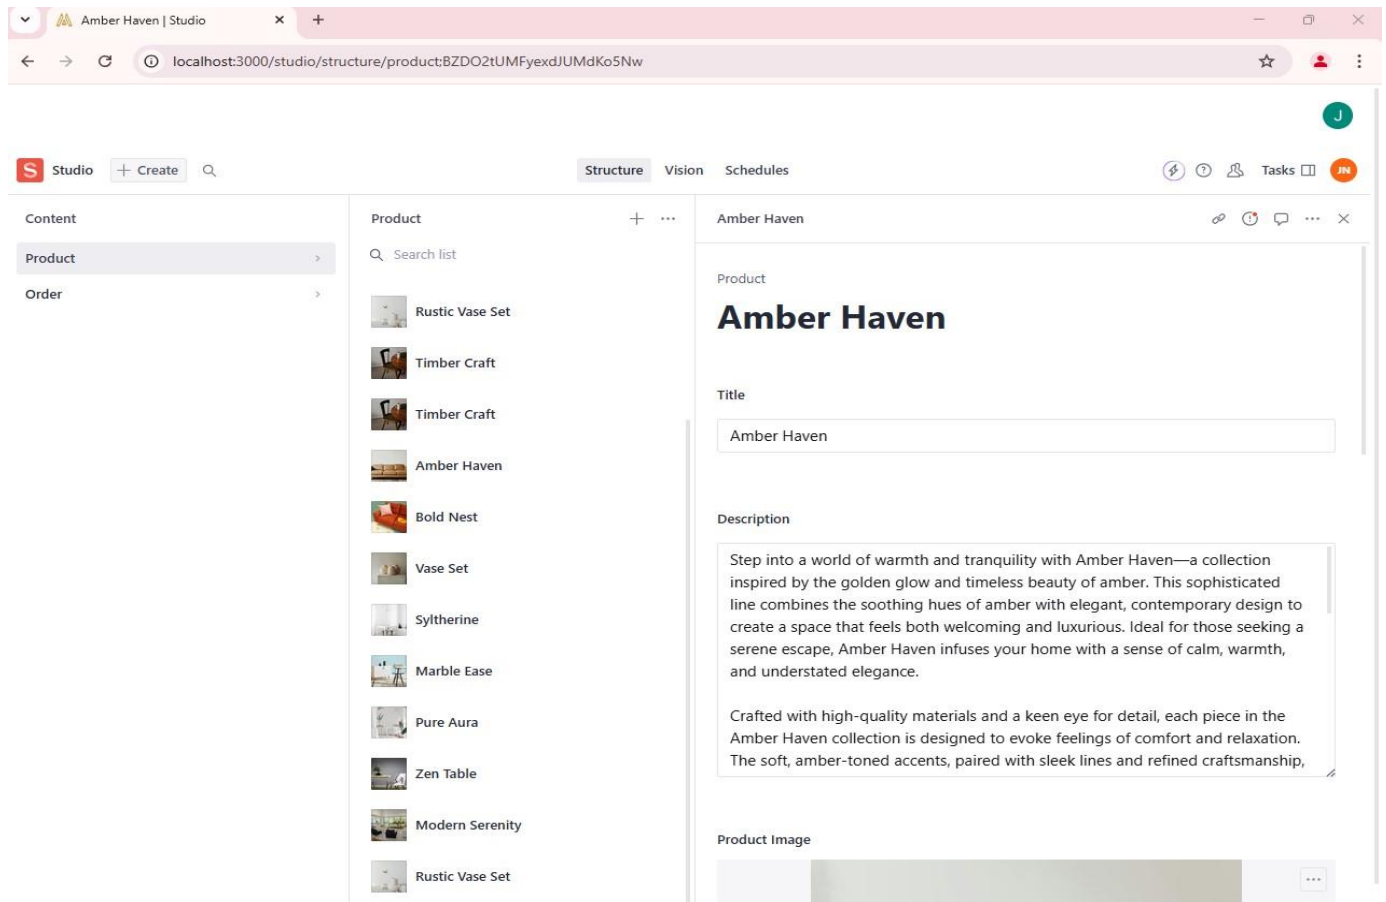 Amber Haven | Studio
localhost:3000/studio/structure/product;BZDO2tUMFyexdJUMdKo5Nw
J
S Studio + Create Structure Vision Schedules Tasks JN
Content
Product
Order
Product
Search list
Rustic Vase Set
Timber Craft
Timber Craft
Amber Haven
Bold Nest
Vase Set
Syltherine
Marble Ease
Pure Aura
Zen Table
Modern Serenity
Rustic Vase Set
Amber Haven
Product
Amber Haven
Title
Amber Haven
Description
Step into a world of warmth and tranquility with Amber Haven—a collection
inspired by the golden glow and timeless beauty of amber. This sophisticated
line combines the soothing hues of amber with elegant, contemporary design to
create a space that feels both welcoming and luxurious. Ideal for those seeking a
serene escape, Amber Haven infuses your home with a sense of calm, warmth,
and understated elegance.
Crafted with high-quality materials and a keen eye for detail, each piece in the
Amber Haven collection is designed to evoke feelings of comfort and relaxation.
The soft, amber-toned accents, paired with sleek lines and refined craftsmanship,
Product Image